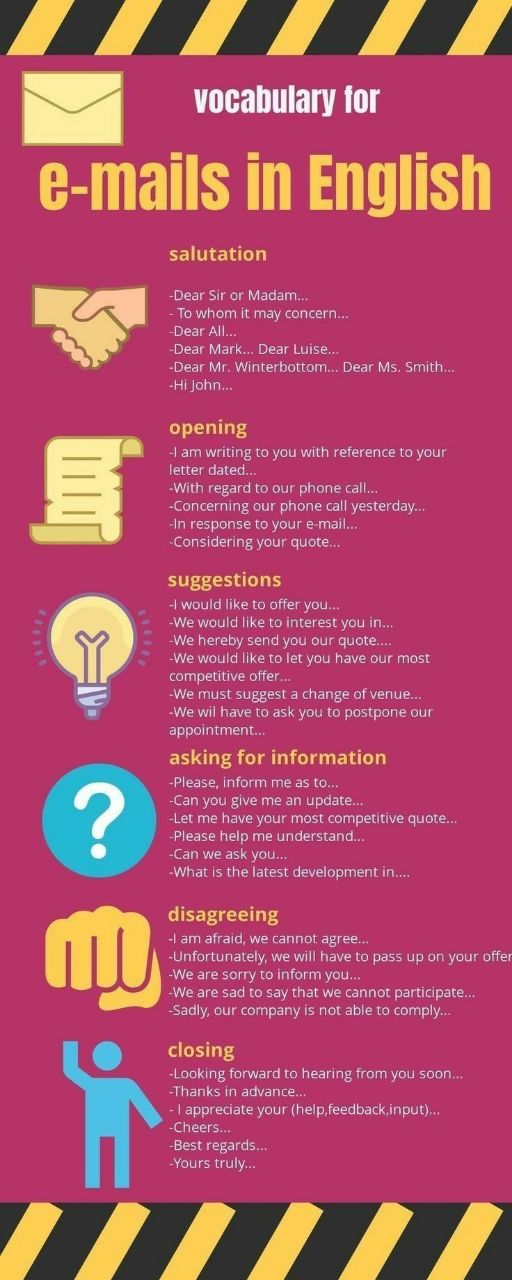 vocabulary for
e-mails in English
salutation
-Dear Sir or Madam...
- To whom it may concern...
-Dear All...
-Dear Mark... Dear Luise...
-Dear Mr. Winterbottom... Dear Ms. Smith...
-Hi John...
opening
-I am writing to you with reference to your
letter dated...
-With regard to our phone call...
-Concerning our phone call yesterday...
-In response to your e-mail...
-Considering your quote...
suggestions
-I would like to offer you...
-We would like to interest you in...
-We hereby send you our quote....
-We would like to let you have our most
competitive offer...
-We must suggest a change of venue...
-We wil have to ask you to postpone our
appointment...
asking for information
-Please, inform me as to...
-Can you give me an update...
-Let me have your most competitive quote...
-Please help me understand...
-Can we ask you...
-What is the latest development in....
?
disagreeing
-I am afraid, we cannot agree...
-Unfortunately, we will have to pass up on your offer
-We are sorry to inform you...
-We are sad to say that we cannot participate...
-Sadly, our company is not able to comply...
closing
-Looking forward to hearing from you soon...
-Thanks in advance...
- I appreciate your (help,feedback,input)...
-Cheers...
-Best regards...
-Yours truly...